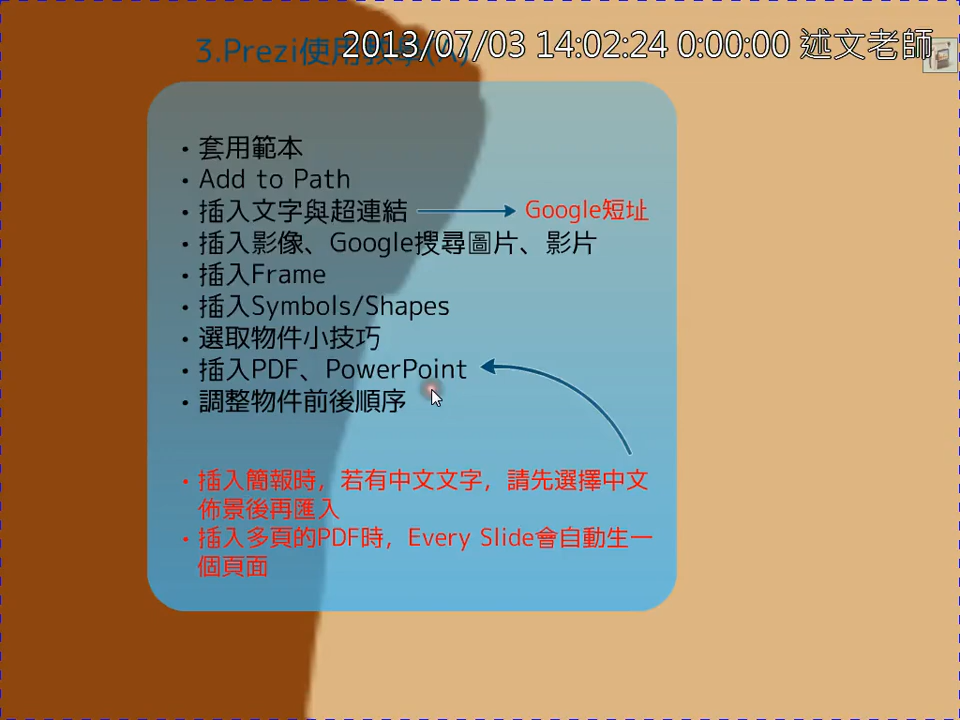 2013/07/03 14:02:24 0:00:00 述文老師
3.Prezi使用教學(A)
• 套用範本
• Add to Path
• 插入文字與超連結
Google短址
• 插入影像、Google搜尋圖片、影片
• 插入Frame
• 插入Symbols/Shapes
• 選取物件小技巧
• 插入PDF、PowerPoint
• 調整物件前後順序
• 插入簡報時，若有中文文字，請先選擇中文
佈景後再匯入
• 插入多頁的PDF時，Every Slide會自動生一
個頁面